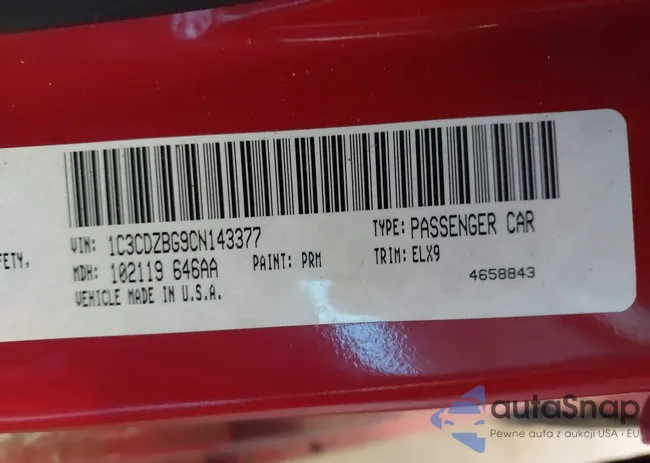 VIN: 1C3CDZBG9CN143377
TYPE: PASSENGER CAR
FETY.
MDH: 102119 646AA
PAINT: PRM
TRIM: ELX9
VEHICLE MADE IN U.S.A.
4658843
autaSnap
Pewne auta z aukcji USA i EU